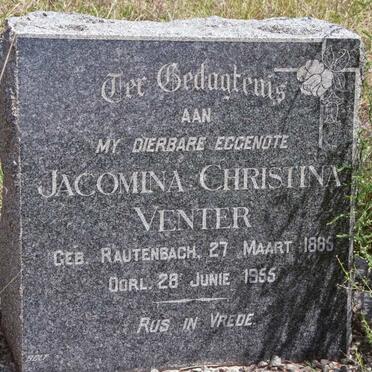 Ter Gedagtenis
AAN
MY DIERBARE EGGENOTE
JACOMINA CHRISTINA
VENTER
GEB. RAUTENBACH, 27 MAART 1885
OORL. 28 JUNIE 1955
RUS IN VREDE.